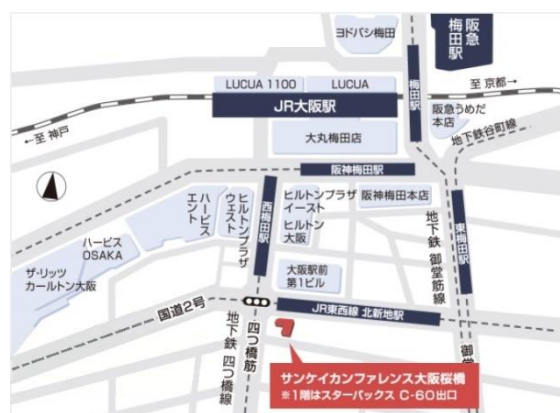 ヨドバシ梅田
阪急
梅田駅
梅田駅
至 京都→
LUCUA 1100
LUCUA
JR大阪駅
阪急うめだ
本店
←至 神戸
大丸梅田店
地下鉄谷町線
阪神梅田駅
ハービス
エント
ヒルトンプラザ
ウェスト
西梅田駅
ヒルトンプラザ
イースト
ヒルトン
大阪
阪神梅田本店
東梅田駅
地下鉄 御堂筋線
ハービス
OSAKA
ザ・リッツ
カールトン大阪
大阪駅前
第1ビル
国道2号
JR東西線 北新地駅
地下鉄 四つ橋線
四つ橋筋
御堂
サンケイカンファレンス大阪桜橋
※1階はスターバックス C-60出口